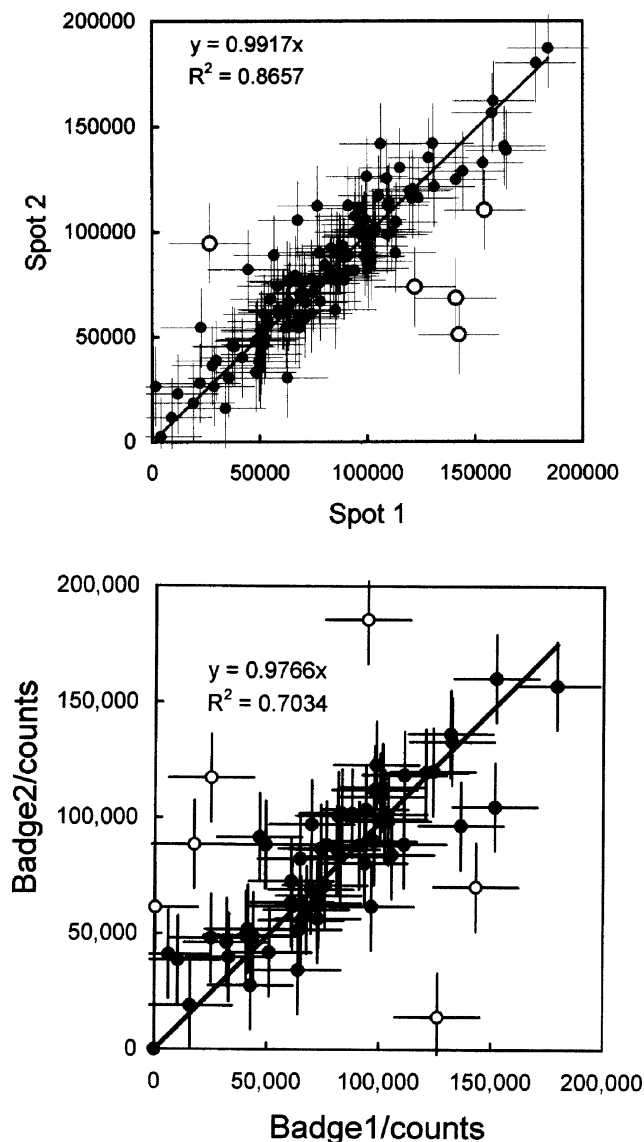 200000
y = 0.9917x
R² = 0.8657
150000
Spot 2
100000
50000
0
0 50000 100000 150000 200000
Spot 1
200,000
y = 0.9766x
R² = 0.7034
150,000
Badge2/counts
100,000
50,000
0
0 50,000 100,000 150,000 200,000
Badge1/counts